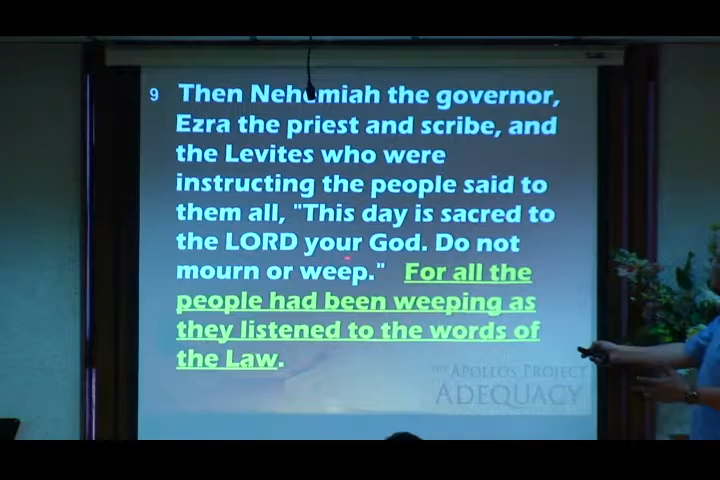 9 Then Nehemiah the governor,
Ezra the priest and scribe, and
the Levites who were
instructing the people said to
them all, "This day is sacred to
the LORD your God. Do not
mourn or weep." For all the
people had been weeping as
they listened to the words of
the Law.
THE APOLLOS PROJECT
ADEQUACY